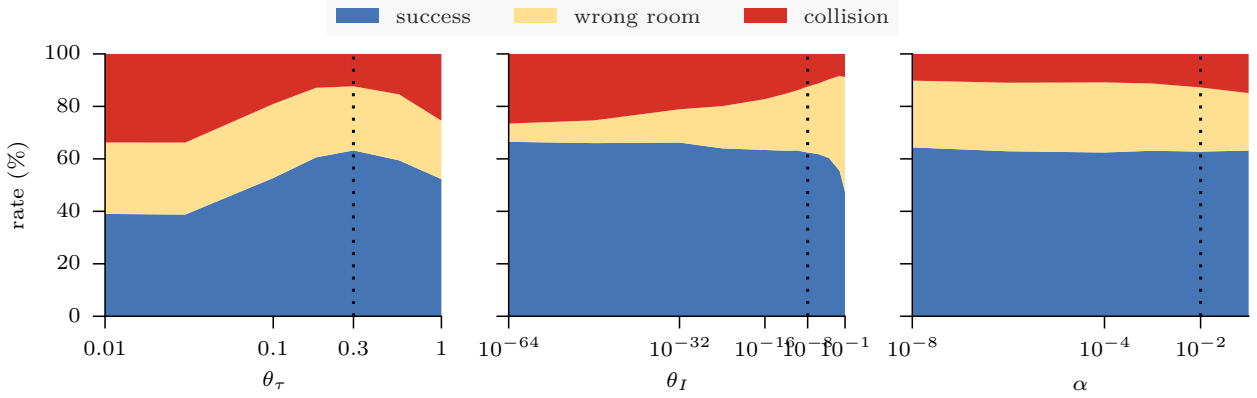 success wrong room collision
rate (%)
100
80
60
40
20
0
0.01 0.1 0.3 1
θτ
10⁻⁶⁴ 10⁻³² 10⁻¹⁶ 10⁻⁸ 10⁻¹
θI
10⁻⁸ 10⁻⁴ 10⁻²
α